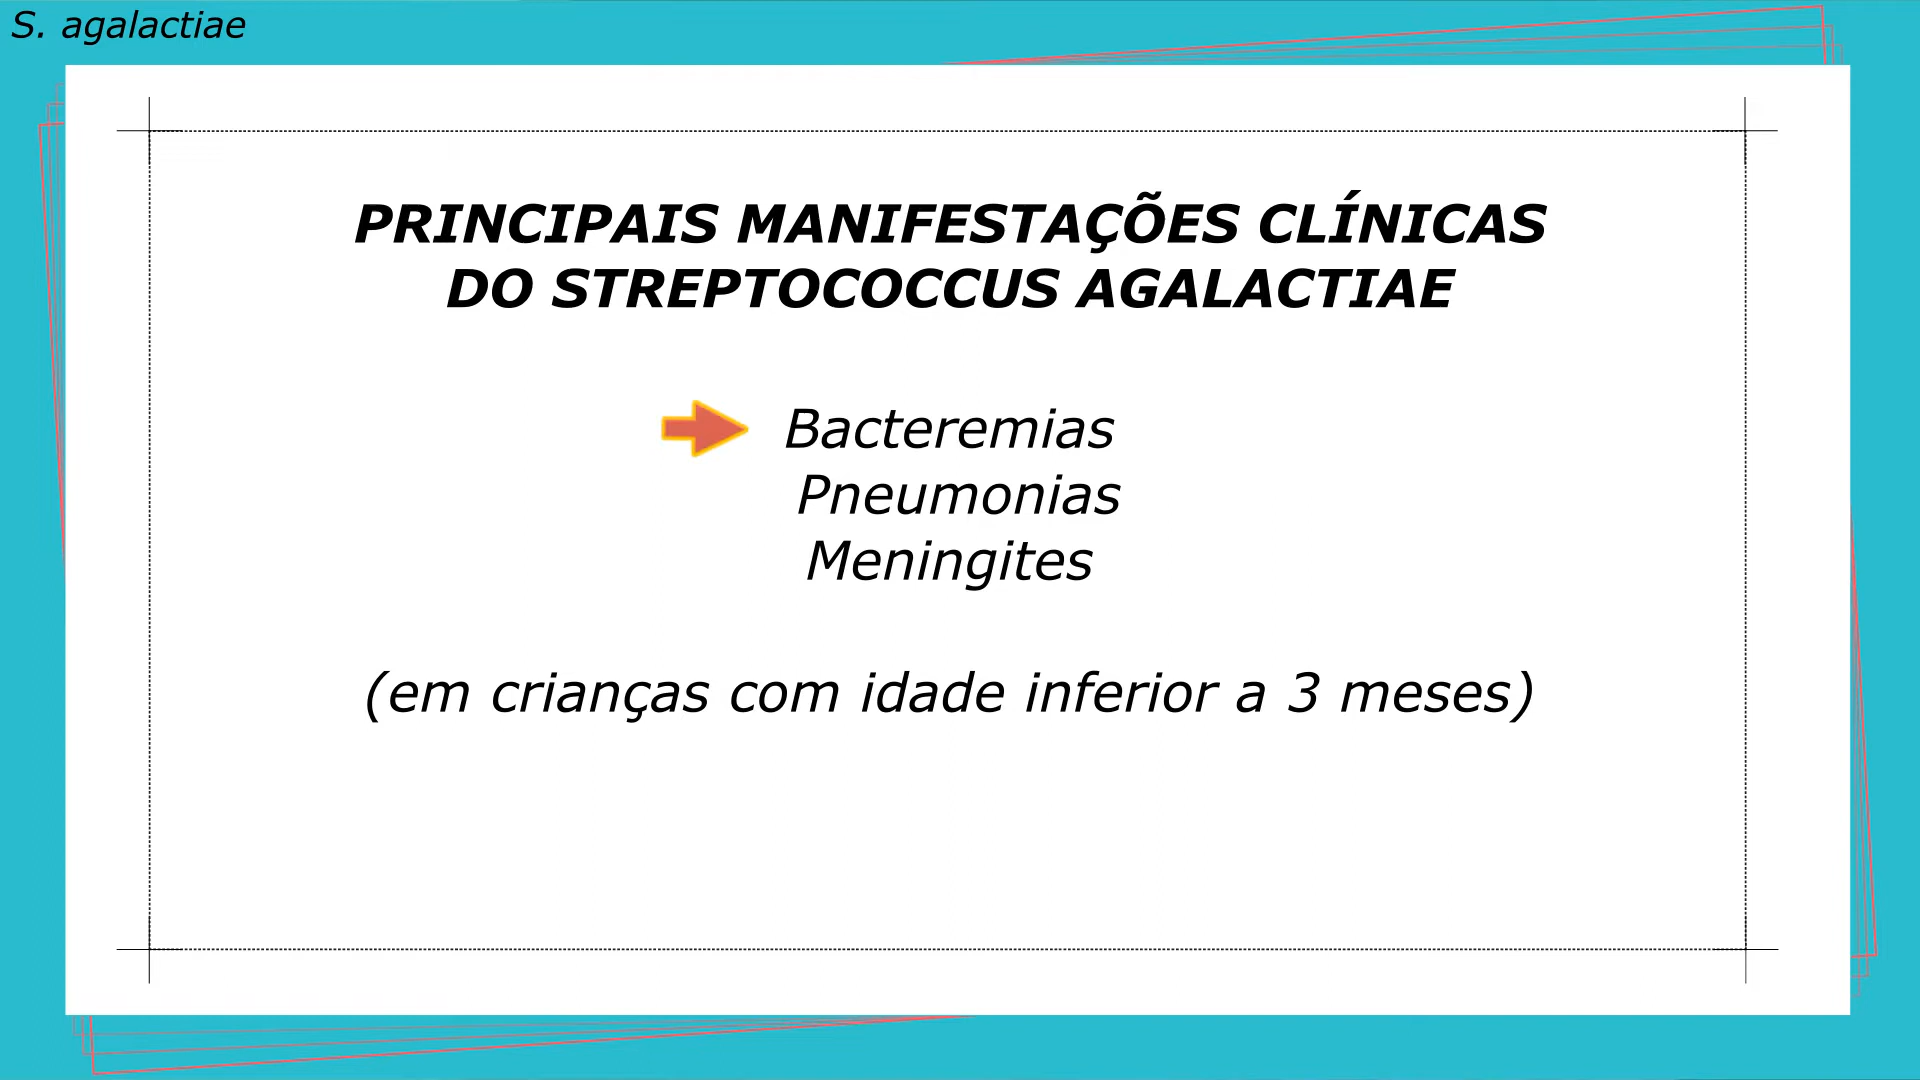 S. agalactiae
PRINCIPAIS MANIFESTAÇÕES CLÍNICAS
DO STREPTOCOCCUS AGALACTIAE
Bacteremias
Pneumonias
Meningites
(em crianças com idade inferior a 3 meses)